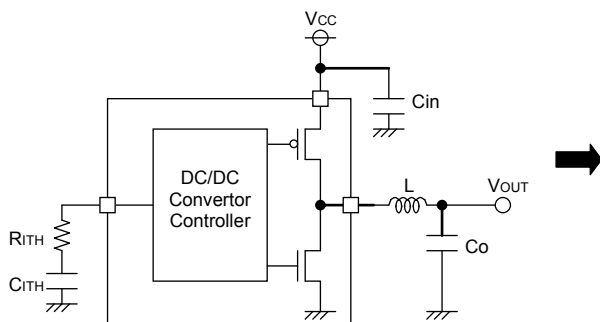 VCC
Cin
DC/DC
Convertor
Controller
L
VOUT
RITH
Co
CITH